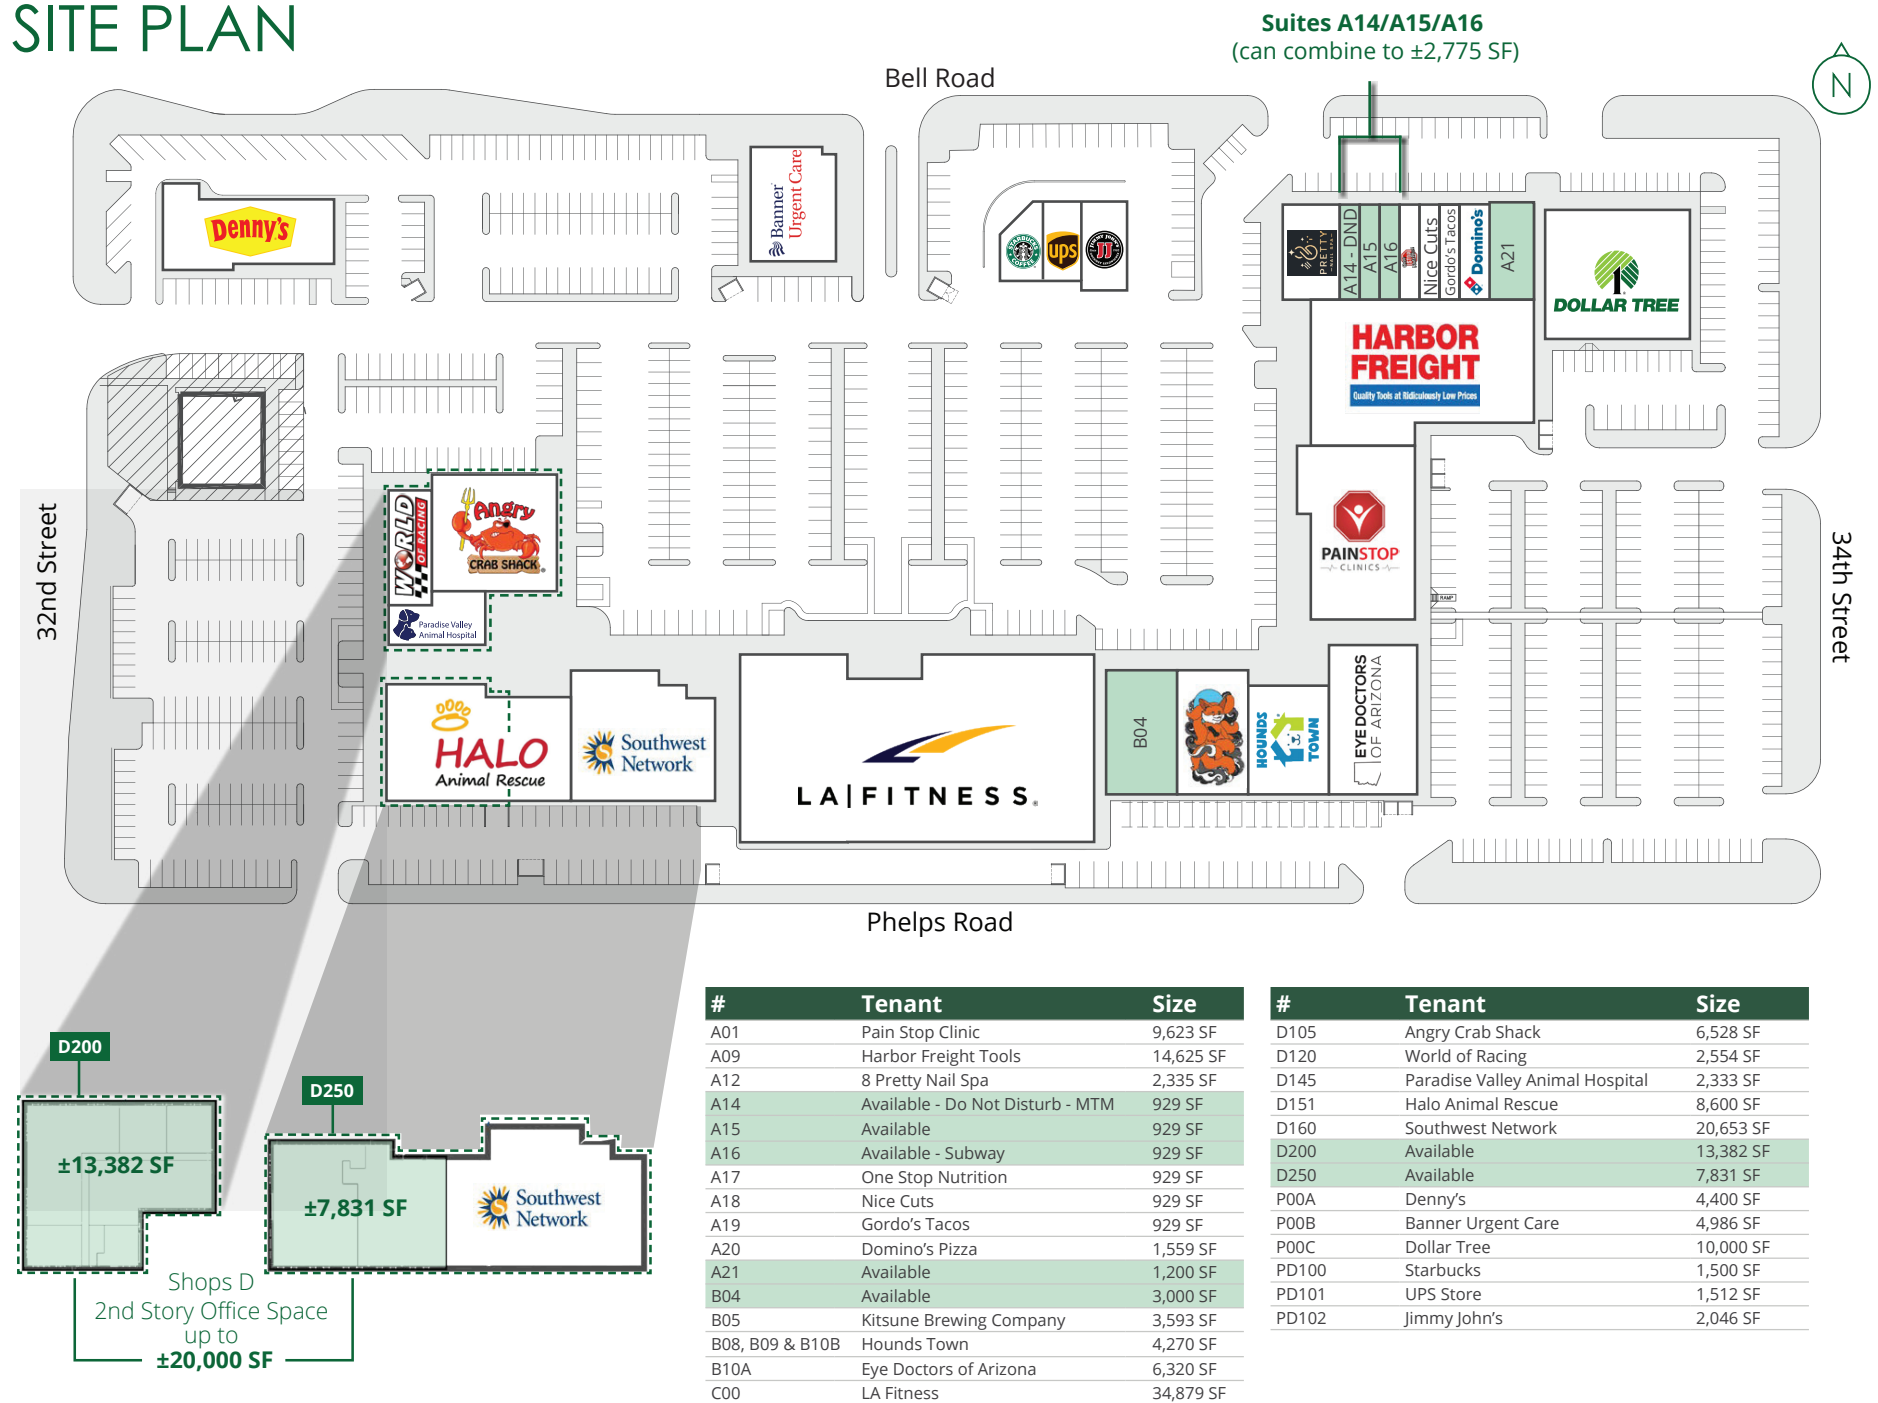 SITE PLAN
Suites A14/A15/A16
(can combine to ±2,775 SF)
N
Bell Road
Denny's
Banner
Urgent Care
STARBUCKS
COFFEE
ups
JJ
PRETTY
A14 - DND
A15
A16
Nice Cuts
Gordo's Tacos
Domino's
A21
DOLLAR TREE
HARBOR
FREIGHT
Quality Tools at Ridiculously Low Prices
32nd Street
WORLD
OF RACING
Angry
CRAB SHACK
Paradise Valley
Animal Hospital
PAINSTOP
CLINICS
RAMP
34th Street
HALO
Animal Rescue
Southwest
Network
LA|FITNESS.
B04
HOUNDS
TOWN
EYE DOCTORS
OF ARIZONA
Phelps Road
D200
±13,382 SF
D250
±7,831 SF
Southwest
Network
Shops D
2nd Story Office Space
up to
±20,000 SF
# Tenant Size
A01 Pain Stop Clinic 9,623 SF
A09 Harbor Freight Tools 14,625 SF
A12 8 Pretty Nail Spa 2,335 SF
A14 Available - Do Not Disturb - MTM 929 SF
A15 Available 929 SF
A16 Available - Subway 929 SF
A17 One Stop Nutrition 929 SF
A18 Nice Cuts 929 SF
A19 Gordo's Tacos 929 SF
A20 Domino's Pizza 1,559 SF
A21 Available 1,200 SF
B04 Available 3,000 SF
B05 Kitsune Brewing Company 3,593 SF
B08, B09 & B10B Hounds Town 4,270 SF
B10A Eye Doctors of Arizona 6,320 SF
C00 LA Fitness 34,879 SF
# Tenant Size
D105 Angry Crab Shack 6,528 SF
D120 World of Racing 2,554 SF
D145 Paradise Valley Animal Hospital 2,333 SF
D151 Halo Animal Rescue 8,600 SF
D160 Southwest Network 20,653 SF
D200 Available 13,382 SF
D250 Available 7,831 SF
P00A Denny's 4,400 SF
P00B Banner Urgent Care 4,986 SF
P00C Dollar Tree 10,000 SF
PD100 Starbucks 1,500 SF
PD101 UPS Store 1,512 SF
PD102 Jimmy John's 2,046 SF